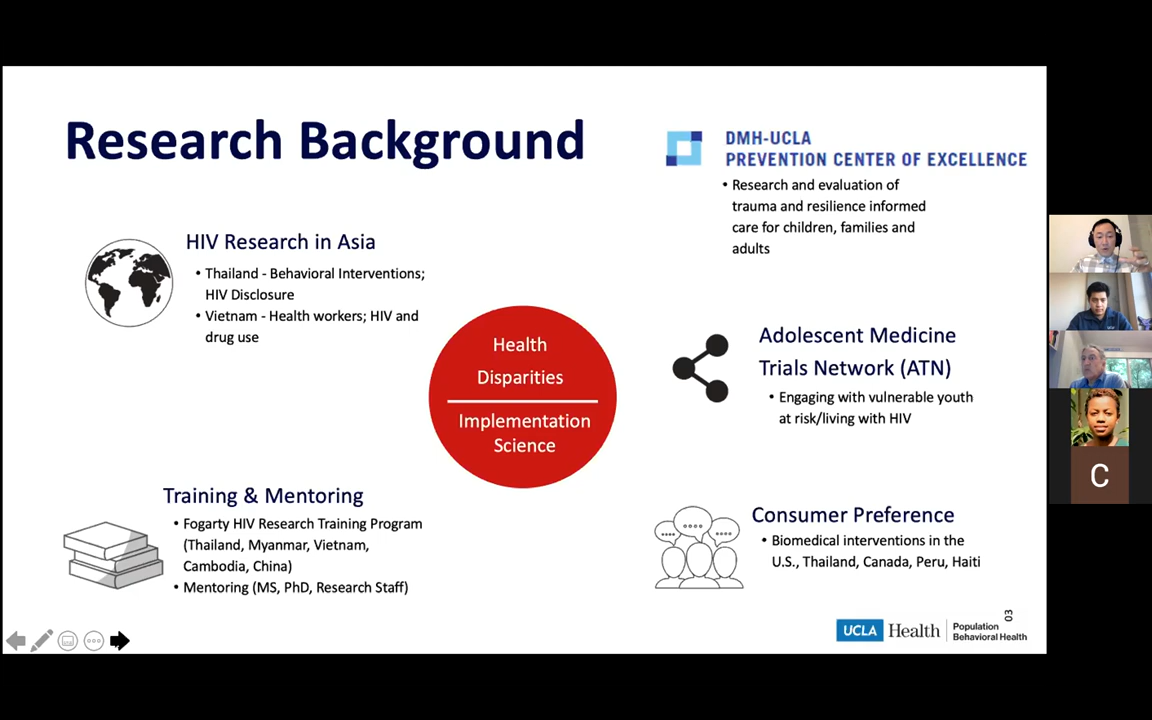 Research Background
HIV Research in Asia
• Thailand - Behavioral Interventions;
HIV Disclosure
• Vietnam - Health workers; HIV and
drug use
Training & Mentoring
• Fogarty HIV Research Training Program
(Thailand, Myanmar, Vietnam,
Cambodia, China)
• Mentoring (MS, PhD, Research Staff)
Health
Disparities
Implementation
Science
DMH-UCLA
PREVENTION CENTER OF EXCELLENCE
• Research and evaluation of
trauma and resilience informed
care for children, families and
adults
Adolescent Medicine
Trials Network (ATN)
• Engaging with vulnerable youth
at risk/living with HIV
Consumer Preference
• Biomedical interventions in the
U.S., Thailand, Canada, Peru, Haiti
03
UCLA Health
Population
Behavioral Health
C